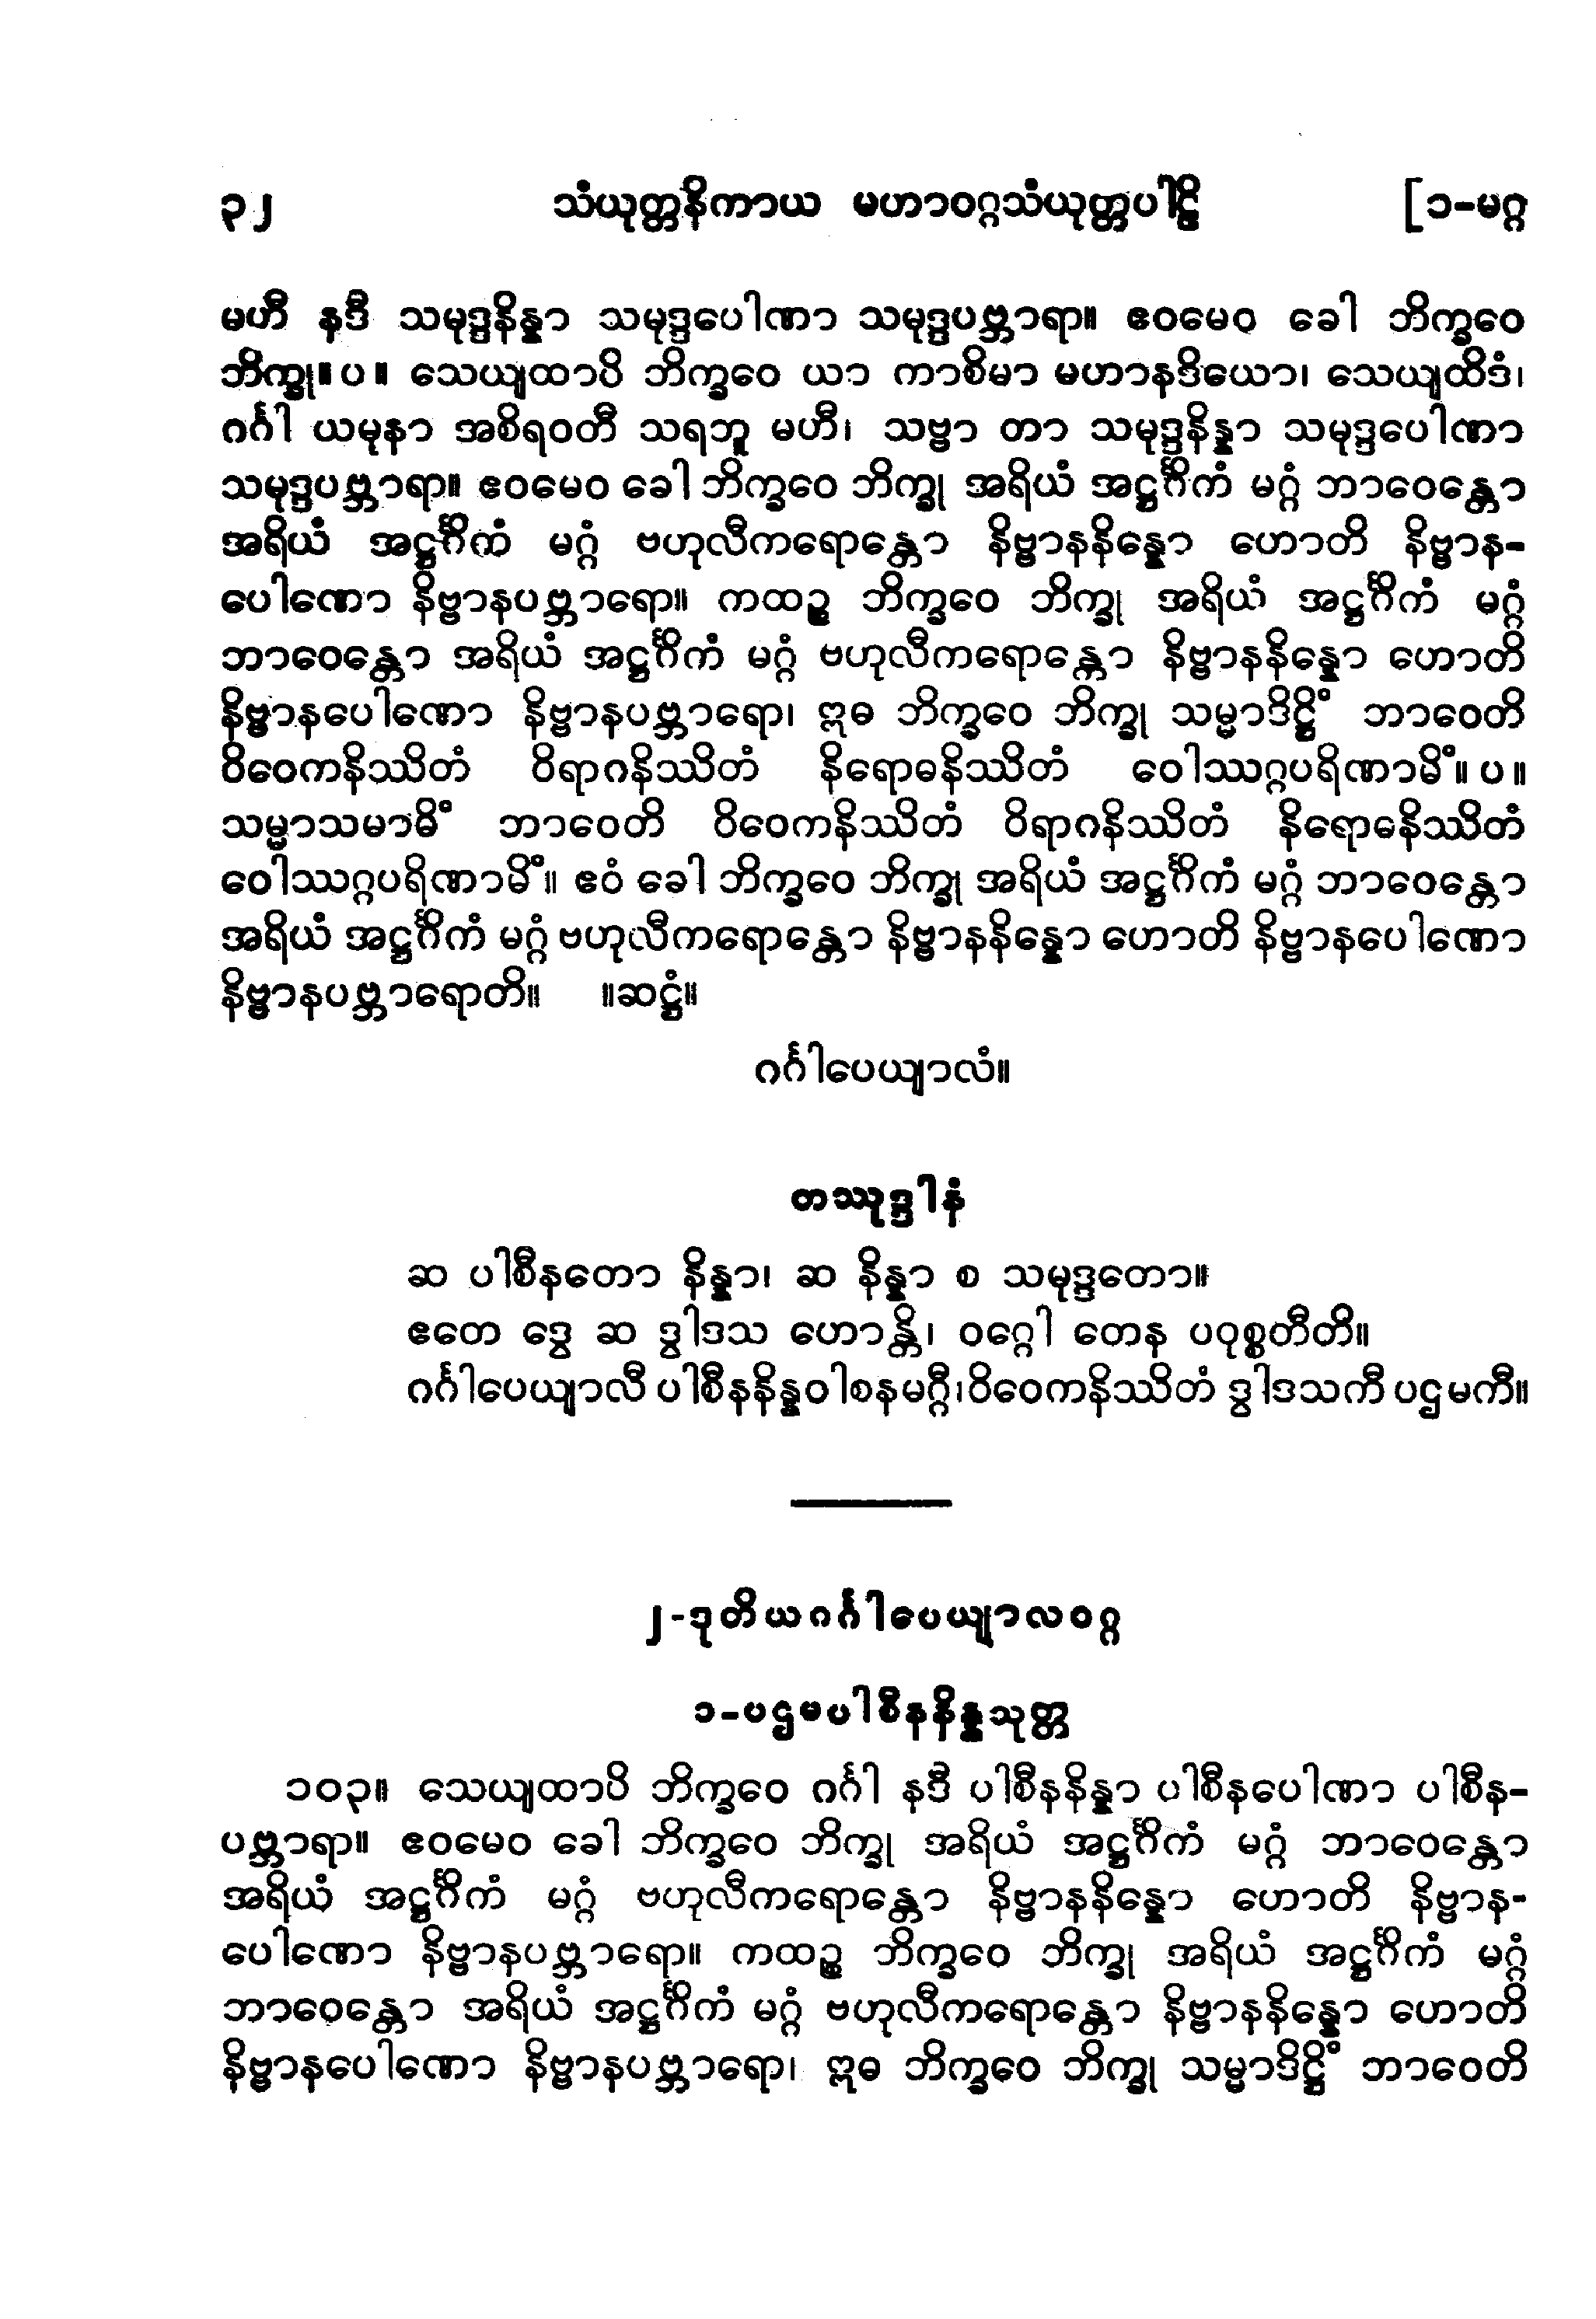 ၃၂ သံယုတ္တနိကာယ မဟာဝဂ္ဂသံယုတ္တပါဠိ [၁-မဂ္ဂ
မဟီ နဒီ သမုဒ္ဒနိန္နာ သမုဒ္ဒပေါဏာ သမုဒ္ဒပဗ္ဘာရာ။ ဧဝမေဝ ခေါ ဘိက္ခဝေ
ဘိက္ခု။ ပ ။ သေယျထာပိ ဘိက္ခဝေ ယာ ကာစိမာ မဟာနဒိယော၊ သေယျထိဒံ၊
ဂင်္ဂါ ယမုနာ အစိရဝတီ သရဘူ မဟီ၊ သဗ္ဗာ တာ သမုဒ္ဒနိန္နာ သမုဒ္ဒပေါဏာ
သမုဒ္ဒပဗ္ဘာရာ။ ဧဝမေဝ ခေါ ဘိက္ခဝေ ဘိက္ခု အရိယံ အဋ္ဌင်္ဂိကံ မဂ္ဂံ ဘာဝေန္တော
အရိယံ အဋ္ဌင်္ဂိကံ မဂ္ဂံ ဗဟုလီကရောန္တော နိဗ္ဗာနနိန္နော ဟောတိ နိဗ္ဗာန-
ပေါဏော နိဗ္ဗာနပဗ္ဘာရော။ ကထဉ္စ ဘိက္ခဝေ ဘိက္ခု အရိယံ အဋ္ဌင်္ဂိကံ မဂ္ဂံ
ဘာဝေန္တော အရိယံ အဋ္ဌင်္ဂိကံ မဂ္ဂံ ဗဟုလီကရောန္တော နိဗ္ဗာနနိန္နော ဟောတိ
နိဗ္ဗာနပေါဏော နိဗ္ဗာနပဗ္ဘာရော၊ ဣဓ ဘိက္ခဝေ ဘိက္ခု သမ္မာဒိဋ္ဌိံ ဘာဝေတိ
ဝိဝေကနိဿိတံ ဝိရာဂနိဿိတံ နိရောဓနိဿိတံ ဝေါဿဂ္ဂပရိဏာမိံ ။ ပ ။
သမ္မာသမာဓိံ ဘာဝေတိ ဝိဝေကနိဿိတံ ဝိရာဂနိဿိတံ နိရောဓနိဿိတံ
ဝေါဿဂ္ဂပရိဏာမိံ ။ ဧဝံ ခေါ ဘိက္ခဝေ ဘိက္ခု အရိယံ အဋ္ဌင်္ဂိကံ မဂ္ဂံ ဘာဝေန္တော
အရိယံ အဋ္ဌင်္ဂိကံ မဂ္ဂံ ဗဟုလီကရောန္တော နိဗ္ဗာနနိန္နော ဟောတိ နိဗ္ဗာနပေါဏော
နိဗ္ဗာနပဗ္ဘာရောတိ။ ။ဆဋ္ဌံ။
ဂင်္ဂါပေယျာလံ။
တဿုဒ္ဒါနံ
ဆ ပါစီနတော နိန္နာ၊ ဆ နိန္နာ စ သမုဒ္ဒတော။
ဧတေ ဒွေ ဆ ဒွါဒသ ဟောန္တိ၊ ဝဂ္ဂေါ တေန ပဝုစ္စတီတိ။
ဂင်္ဂါပေယျာလီ ပါစီနနိန္နဝါစနမဂ္ဂီ၊ဝိဝေကနိဿိတံ ဒွါဒသကီ ပဌမကီ။
၂-ဒုတိယဂင်္ဂါပေယျာလဝဂ္ဂ
၁-ပဌမပါစီနနိန္နသုတ္တ
၁၀၃။ သေယျထာပိ ဘိက္ခဝေ ဂင်္ဂါ နဒီ ပါစီနနိန္နာ ပါစီနပေါဏာ ပါစီန-
ပဗ္ဘာရာ။ ဧဝမေဝ ခေါ ဘိက္ခဝေ ဘိက္ခု အရိယံ အဋ္ဌင်္ဂိကံ မဂ္ဂံ ဘာဝေန္တော
အရိယံ အဋ္ဌင်္ဂိကံ မဂ္ဂံ ဗဟုလီကရောန္တော နိဗ္ဗာနနိန္နော ဟောတိ နိဗ္ဗာန-
ပေါဏော နိဗ္ဗာနပဗ္ဘာရော။ ကထဉ္စ ဘိက္ခဝေ ဘိက္ခု အရိယံ အဋ္ဌင်္ဂိကံ မဂ္ဂံ
ဘာဝေန္တော အရိယံ အဋ္ဌင်္ဂိကံ မဂ္ဂံ ဗဟုလီကရောန္တော နိဗ္ဗာနနိန္နော ဟောတိ
နိဗ္ဗာနပေါဏော နိဗ္ဗာနပဗ္ဘာရော၊ ဣဓ ဘိက္ခဝေ ဘိက္ခု သမ္မာဒိဋ္ဌိံ ဘာဝေတိ